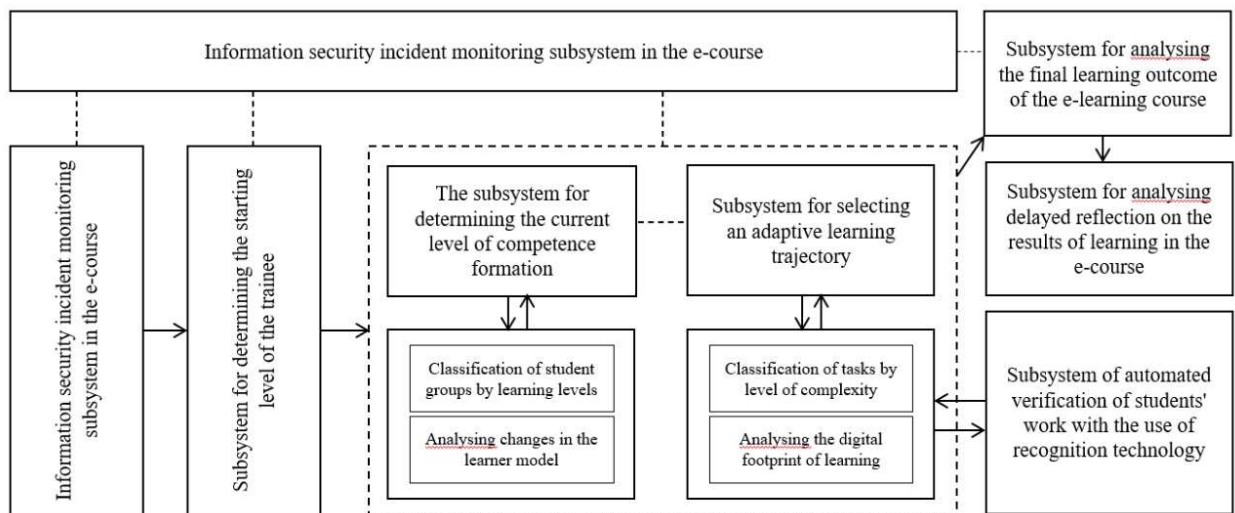 Information security incident monitoring subsystem in the e-course
Subsystem for analysing
the final learning outcome
of the e-learning course
Information security incident monitoring
subsystem in the e-course
Subsystem for determining the starting
level of the trainee
The subsystem for
determining the current
level of competence
formation
Subsystem for selecting
an adaptive learning
trajectory
Subsystem for analysing
delayed reflection on the
results of learning in the
e-course
Classification of student
groups by learning levels
Analysing changes in the
learner model
Classification of tasks by
level of complexity
Analysing the digital
footprint of learning
Subsystem of automated
verification of students'
work with the use of
recognition technology